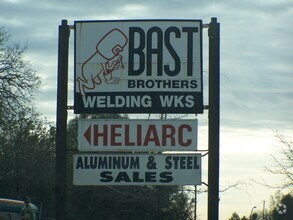 BAST
BROTHERS
WELDING WKS
HELIARC
ALUMINUM & STEEL
SALES